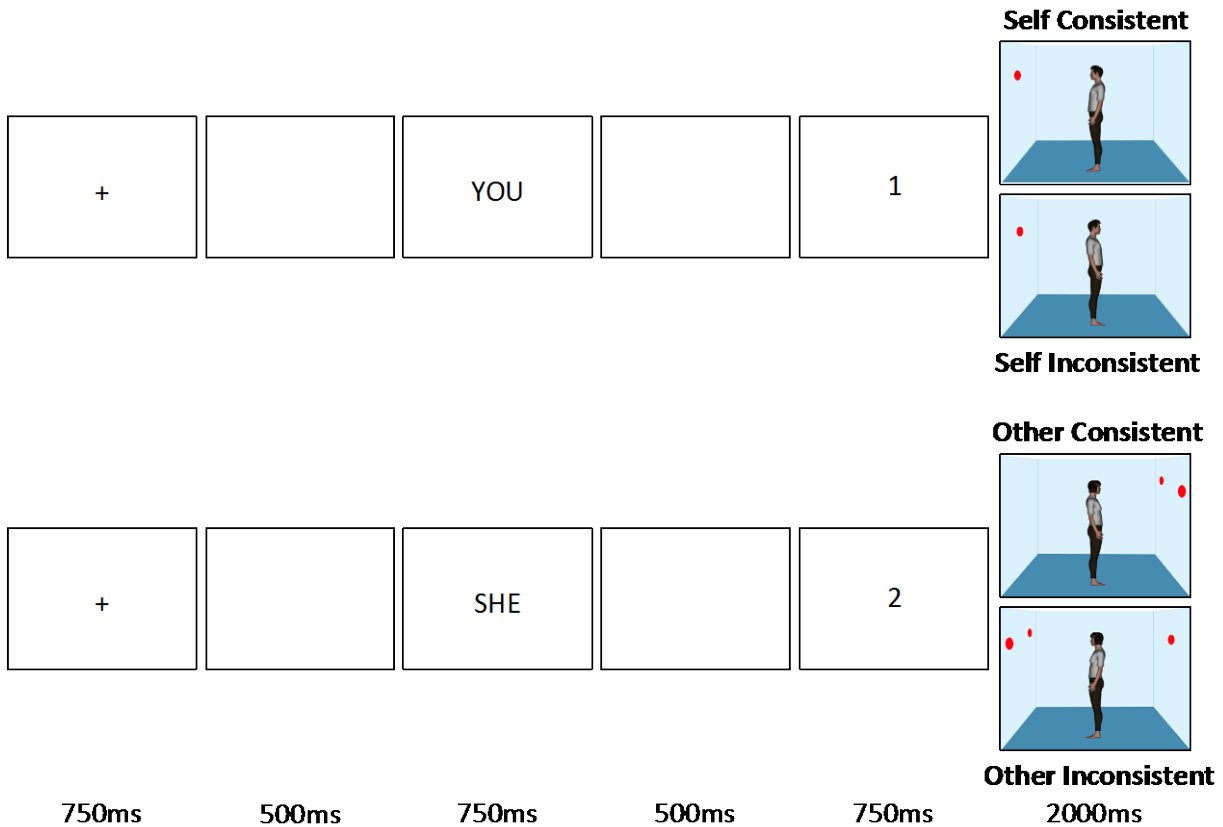 Self Consistent
+
YOU
1
Self Inconsistent
Other Consistent
+
SHE
2
Other Inconsistent
750ms 500ms 750ms 500ms 750ms 2000ms